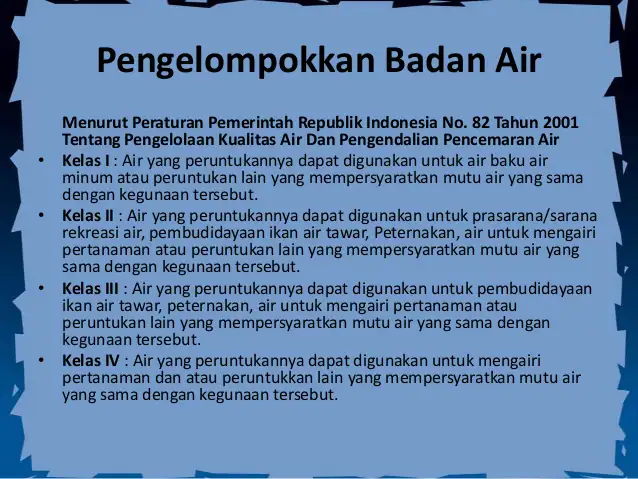 Pengelompokkan Badan Air
Menurut Peraturan Pemerintah Republik Indonesia No. 82 Tahun 2001
Tentang Pengelolaan Kualitas Air Dan Pengendalian Pencemaran Air
• Kelas I : Air yang peruntukannya dapat digunakan untuk air baku air
minum atau peruntukan lain yang mempersyaratkan mutu air yang sama
dengan kegunaan tersebut.
• Kelas II : Air yang peruntukannya dapat digunakan untuk prasarana/sarana
rekreasi air, pembudidayaan ikan air tawar, Peternakan, air untuk mengairi
pertanaman atau peruntukan lain yang mempersyaratkan mutu air yang
sama dengan kegunaan tersebut.
• Kelas III : Air yang peruntukannya dapat digunakan untuk pembudidayaan
ikan air tawar, peternakan, air untuk mengairi pertanaman atau
peruntukan lain yang mempersyaratkan mutu air yang sama dengan
kegunaan tersebut.
• Kelas IV : Air yang peruntukannya dapat digunakan untuk mengairi
pertanaman dan atau peruntukkan lain yang mempersyaratkan mutu air
yang sama dengan kegunaan tersebut.